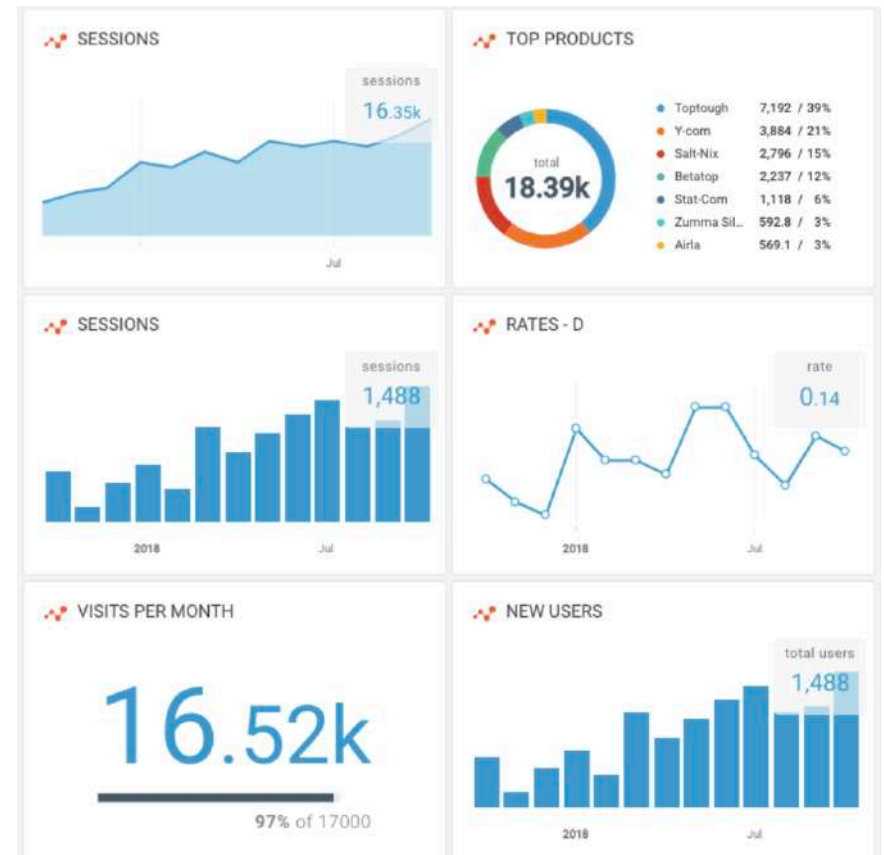 SESSIONS
sessions
16.35k
Jul
TOP PRODUCTS
total
18.39k
Toptough 7,192 / 39%
Y-com 3,884 / 21%
Salt-Nix 2,796 / 15%
Betatop 2,237 / 12%
Stat-Com 1,118 / 6%
Zumma Sil... 592.8 / 3%
Airla 569.1 / 3%
SESSIONS
sessions
1,488
2018 Jul
RATES - D
rate
0.14
2018 Jul
VISITS PER MONTH
16.52k
97% of 17000
NEW USERS
total users
1,488
2018 Jul